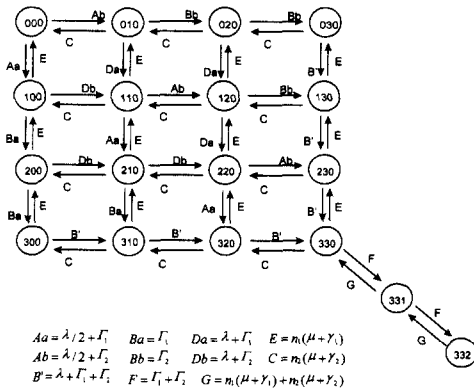 000 Ab 010 Bb 020 Bb 030
C C C
Aa E Da E Da E B' E
100 Db 110 Ab 120 Bb 130
C C C
Ba E Aa E Da E B' E
200 Db 210 Db 220 Ab 230
C C C
Ba E Ba E Aa E B' E
300 B' 310 B' 320 B' 330
C C C
F
G
331
F
G
332
Aa = λ/2 + Γ₁ Ba = Γ₁ Da = λ + Γ₁ E = n₁(μ + γ₁)
Ab = λ/2 + Γ₂ Bb = Γ₂ Db = λ + Γ₂ C = n₂(μ + γ₂)
B' = λ + Γ₁ + Γ₂ F = Γ₁ + Γ₂ G = n₁(μ + γ₁) + n₂(μ + γ₂)